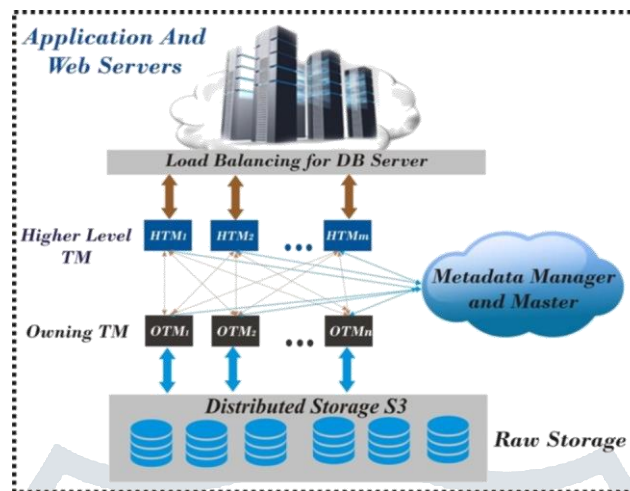 Application And
Web Servers
Load Balancing for DB Server
Higher Level
TM
HTM1 HTM2 ... HTMm
Metadata Manager
and Master
Owning TM
OTM1 OTM2 ... OTMn
Distributed Storage S3
Raw Storage